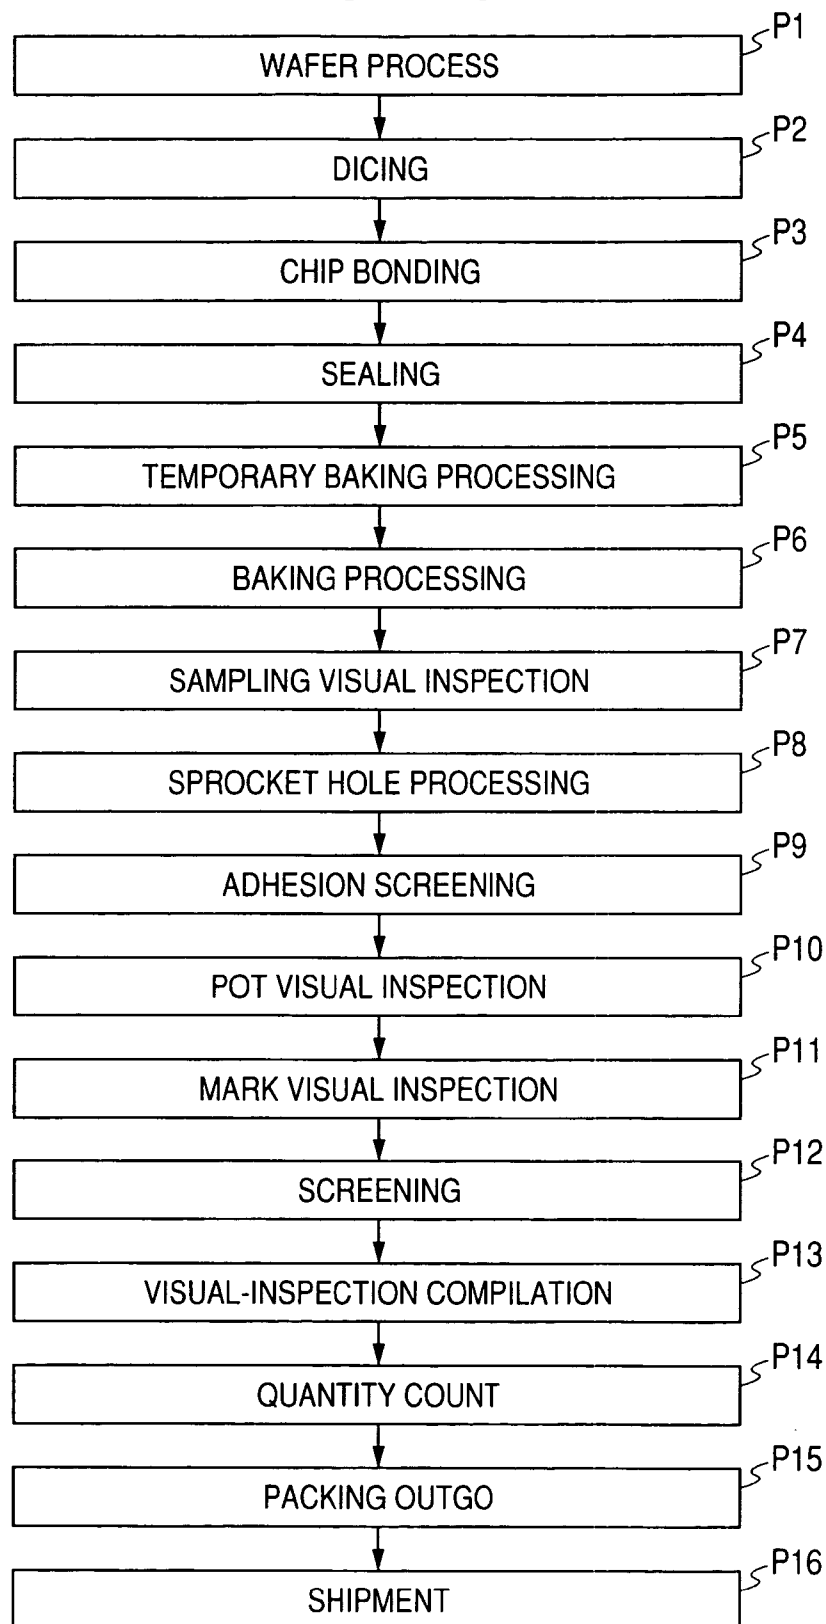 P1
WAFER PROCESS
P2
DICING
P3
CHIP BONDING
P4
SEALING
P5
TEMPORARY BAKING PROCESSING
P6
BAKING PROCESSING
P7
SAMPLING VISUAL INSPECTION
P8
SPROCKET HOLE PROCESSING
P9
ADHESION SCREENING
P10
POT VISUAL INSPECTION
P11
MARK VISUAL INSPECTION
P12
SCREENING
P13
VISUAL-INSPECTION COMPILATION
P14
QUANTITY COUNT
P15
PACKING OUTGO
P16
SHIPMENT